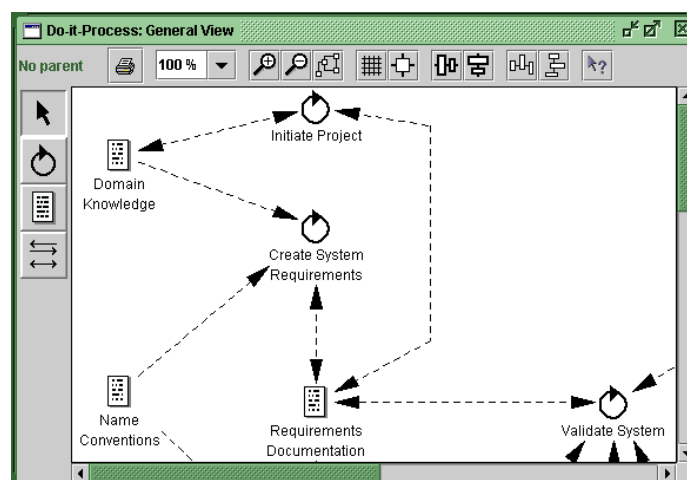 Do-it-Process: General View
No parent
100 %
Initiate Project
Domain
Knowledge
Create System
Requirements
Name
Conventions
Requirements
Documentation
Validate System